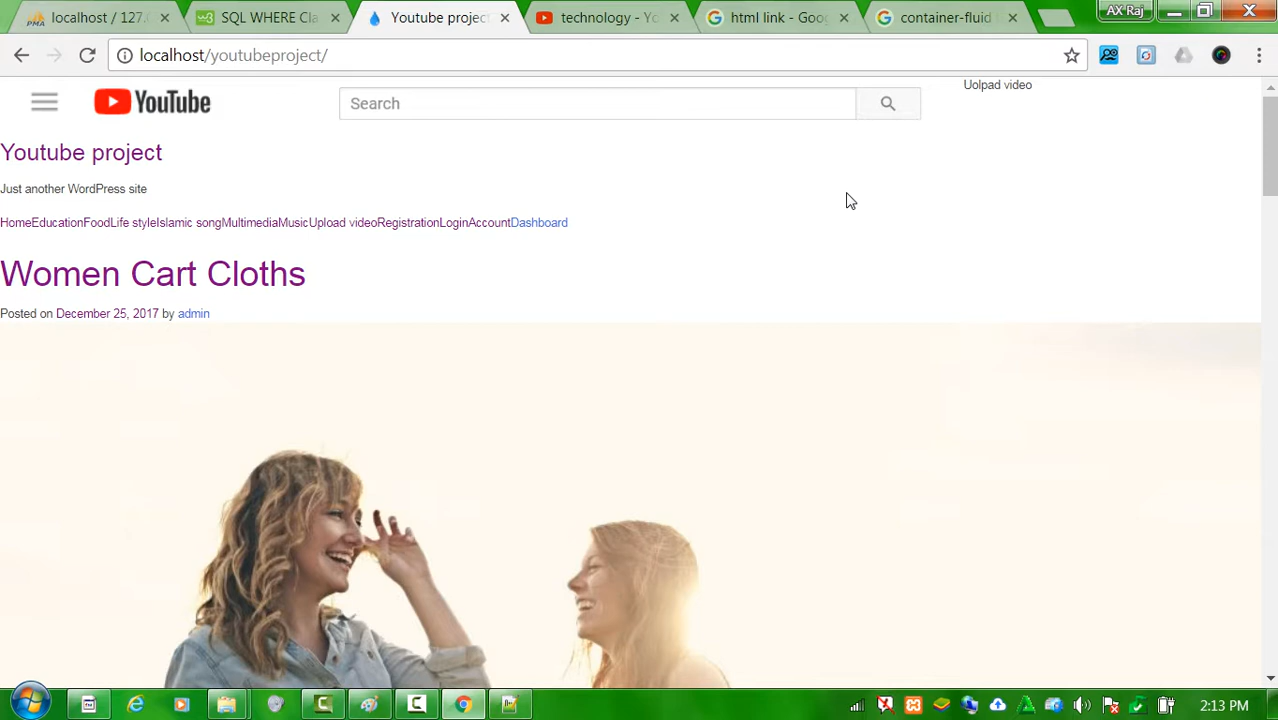 AX Raj
localhost / 127.
SQL WHERE Cla
Youtube project
technology - Yo
html link - Goog
container-fluid
localhost/youtubeproject/
YouTube
Search
Uolpad video
Youtube project
Just another WordPress site
HomeEducationFoodLife styleIslamic songMultimediaMusicUpload videoRegistrationLoginAccountDashboard
Women Cart Cloths
Posted on December 25, 2017 by admin
2:13 PM